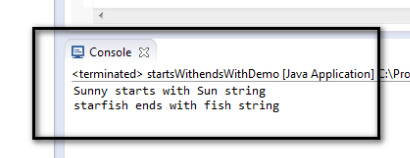 Console
<terminated> startsWithendsWithDemo [Java Application] C:\Pro
Sunny starts with Sun string
starfish ends with fish string